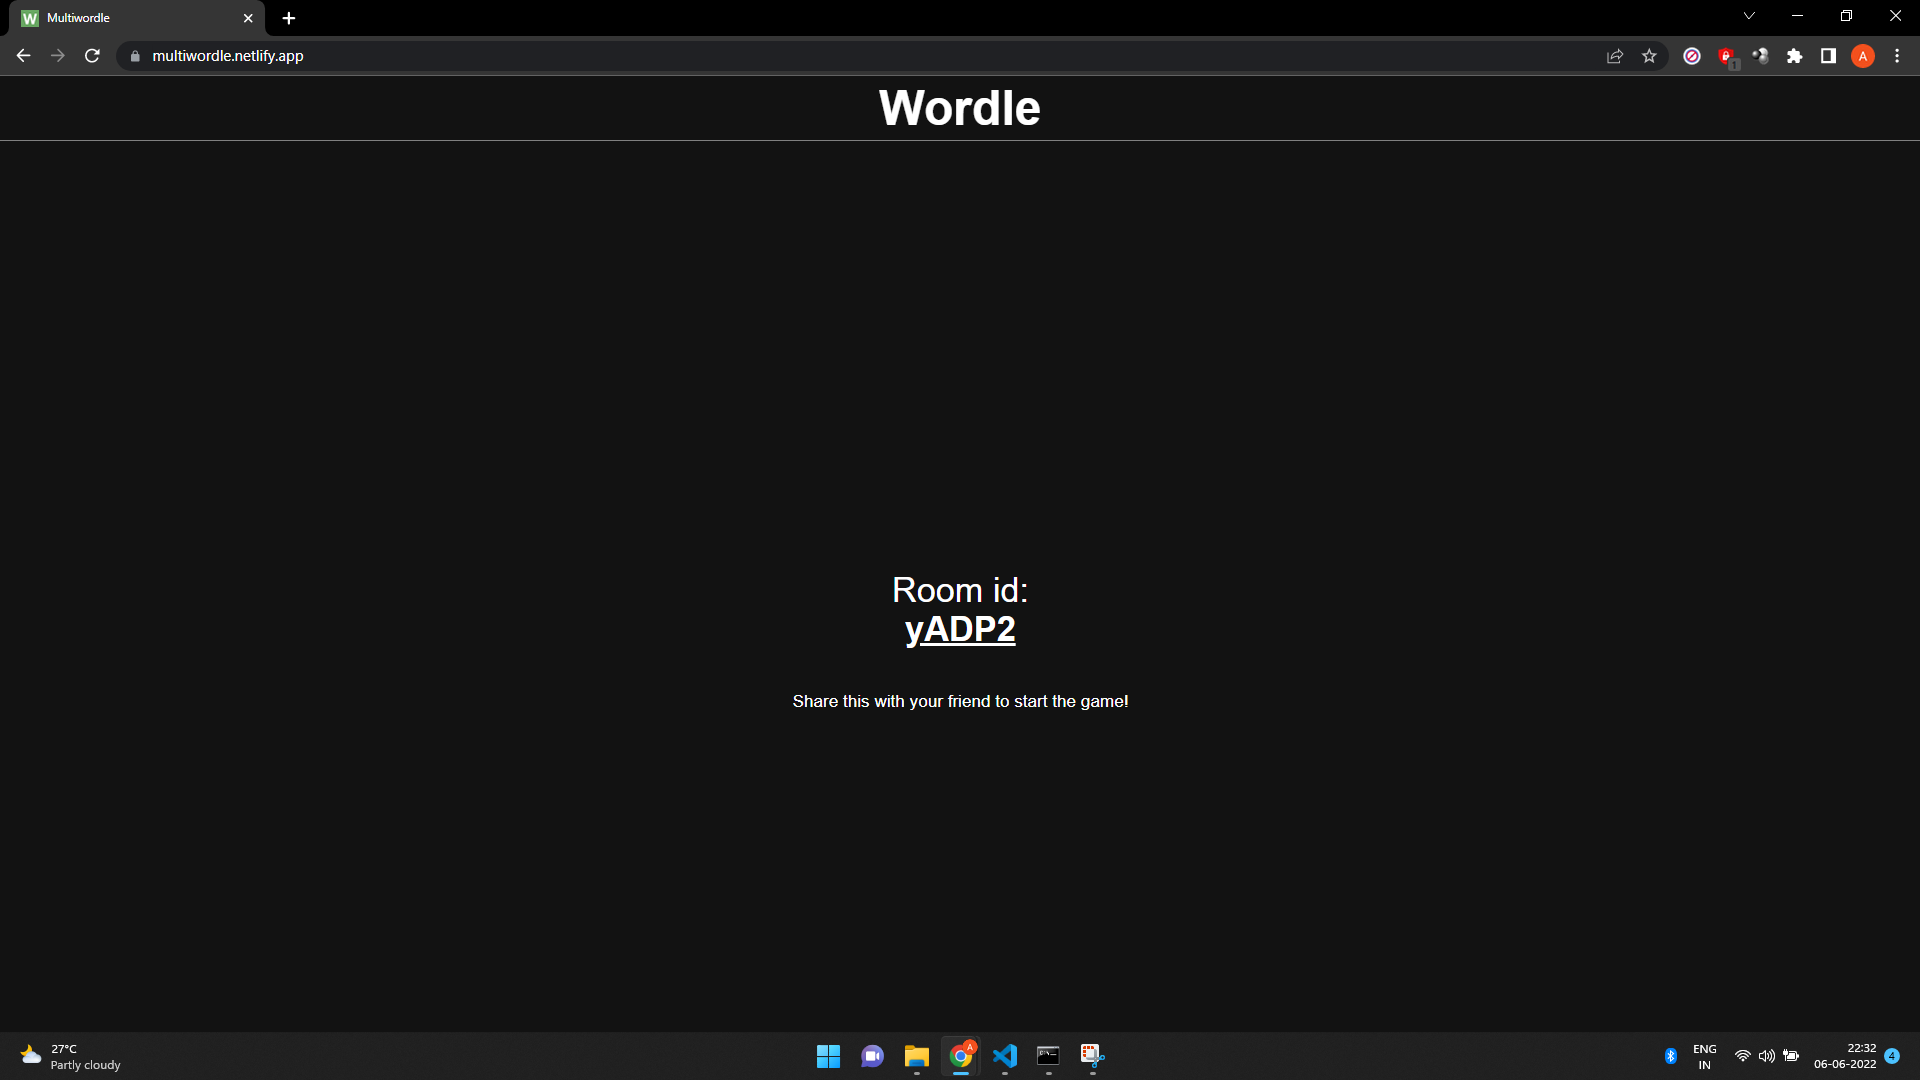 Multiwordle
multiwordle.netlify.app
1
A
Wordle
Room id:
yADP2
Share this with your friend to start the game!
27°C
Partly cloudy
A
ENG
IN
22:32
06-06-2022
4